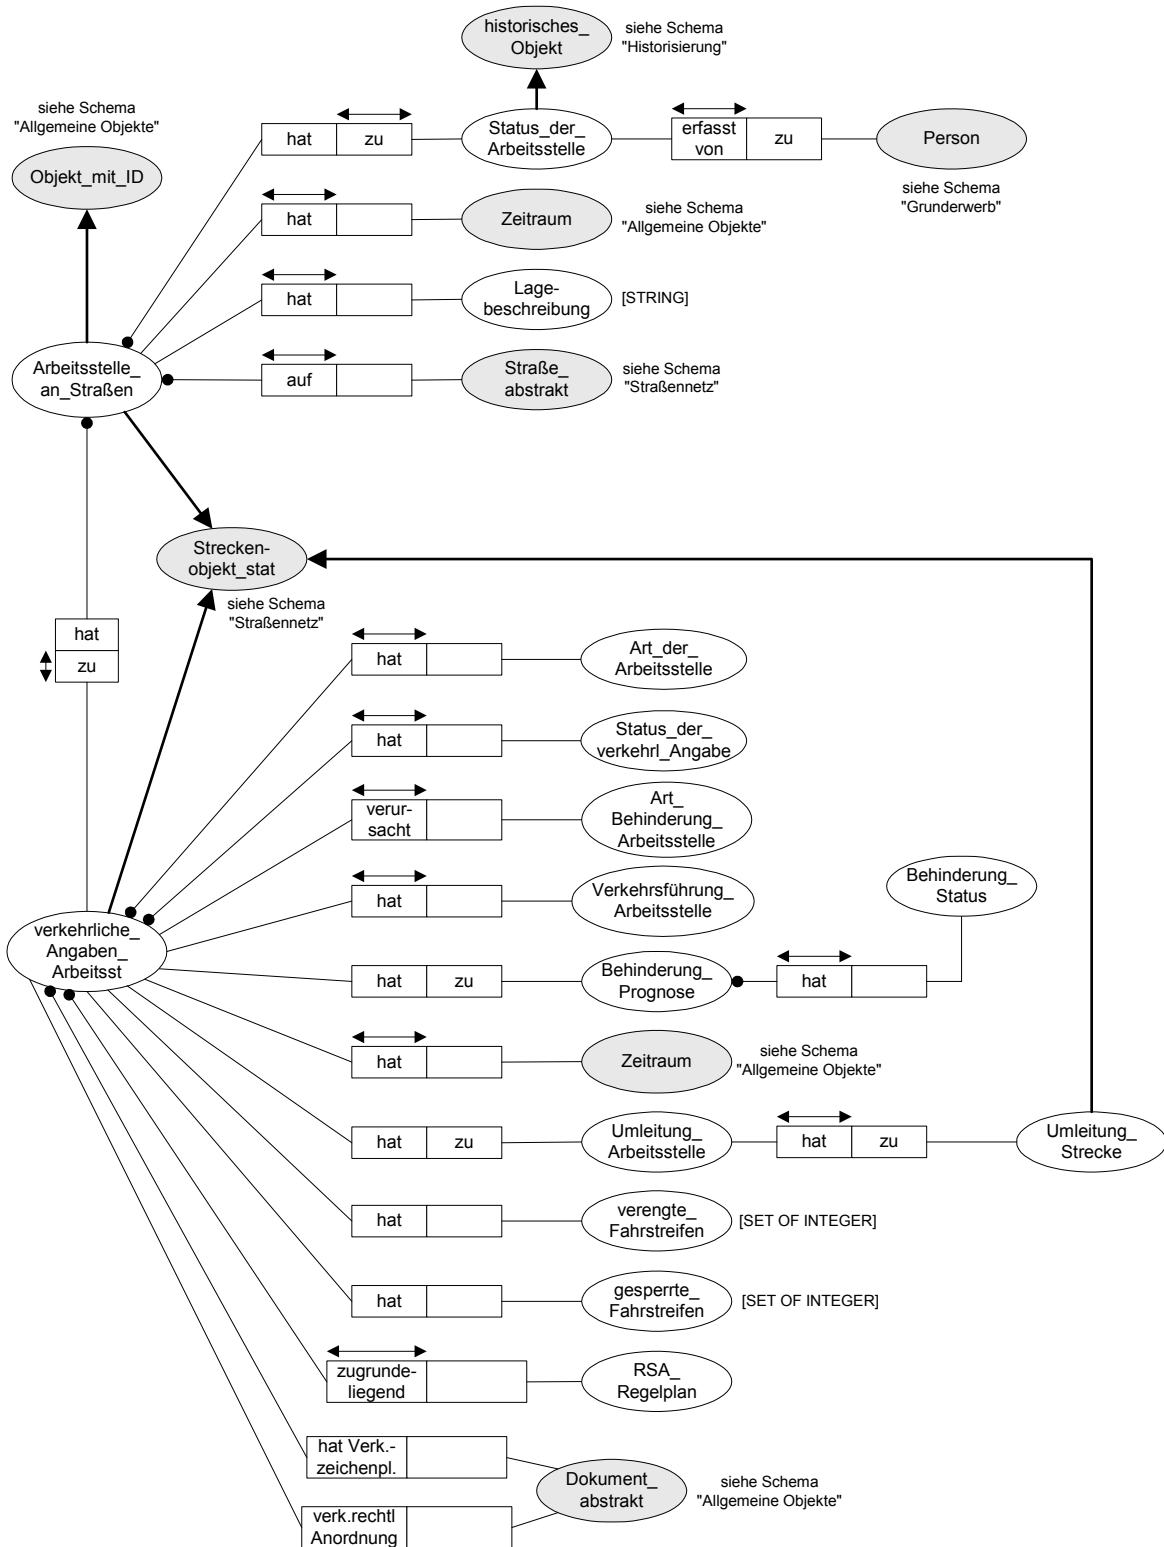 historisches_
Objekt
siehe Schema
"Historisierung"
siehe Schema
"Allgemeine Objekte"
Objekt_mit_ID
hat
zu
Status_der_
Arbeitsstelle
erfasst
von
zu
Person
siehe Schema
"Grunderwerb"
hat
Zeitraum
siehe Schema
"Allgemeine Objekte"
hat
Lage-
beschreibung
[STRING]
Arbeitsstelle_
an_Straßen
auf
Straße_
abstrakt
siehe Schema
"Straßennetz"
Strecken-
objekt_stat
siehe Schema
"Straßennetz"
hat
zu
hat
Art_der_
Arbeitsstelle
hat
Status_der_
verkehrl_Angabe
verur-
sacht
Art_
Behinderung_
Arbeitsstelle
hat
Verkehrsführung_
Arbeitsstelle
Behinderung_
Status
verkehrliche_
Angaben_
Arbeitsst
hat
zu
Behinderung_
Prognose
hat
hat
Zeitraum
siehe Schema
"Allgemeine Objekte"
hat
zu
Umleitung_
Arbeitsstelle
hat
zu
Umleitung_
Strecke
hat
verengte_
Fahrstreifen
[SET OF INTEGER]
hat
gesperrte_
Fahrstreifen
[SET OF INTEGER]
zugrunde-
liegend
RSA_
Regelplan
hat Verk.-
zeichenpl.
Dokument_
abstrakt
siehe Schema
"Allgemeine Objekte"
verk.rechtl
Anordnung